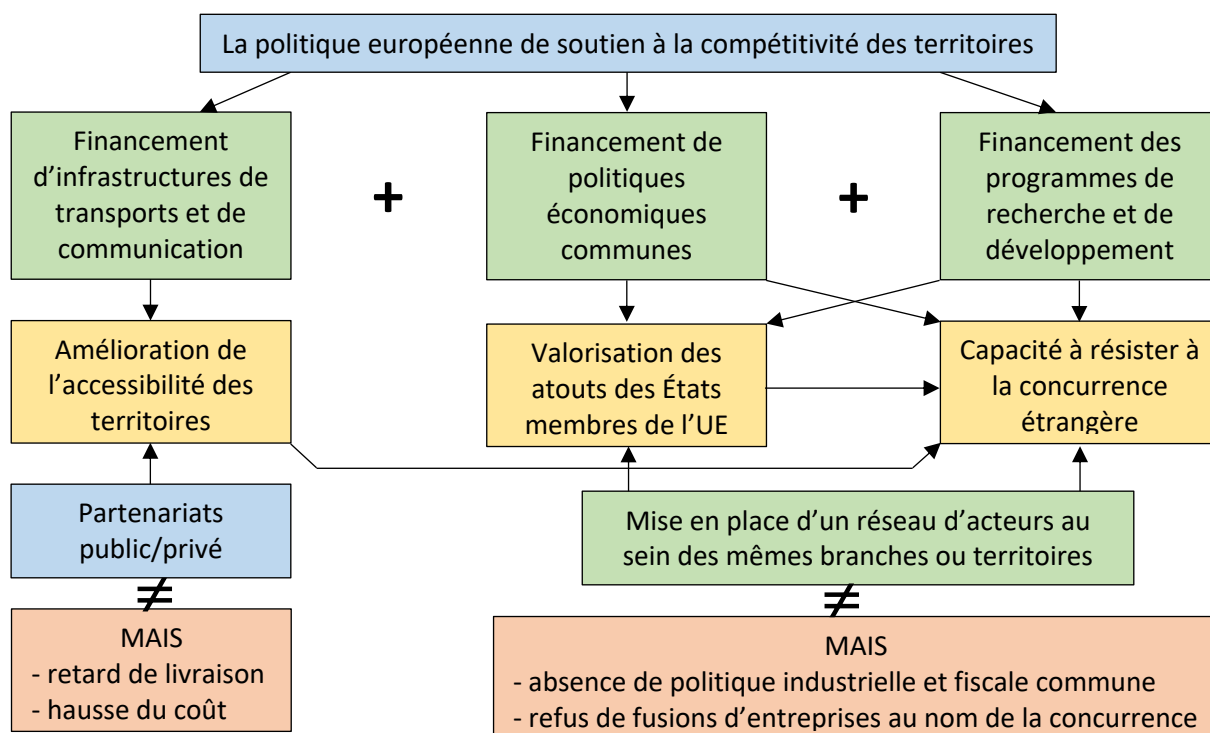 La politique européenne de soutien à la compétitivité des territoires
Financement
d’infrastructures de
transports et de
communication
+
Financement de
politiques
économiques
communes
+
Financement des
programmes de
recherche et de
développement
Amélioration de
l’accessibilité des
territoires
Valorisation des
atouts des États
membres de l’UE
Capacité à résister à
la concurrence
étrangère
Partenariats
public/privé
Mise en place d’un réseau d’acteurs au
sein des mêmes branches ou territoires
≠
≠
MAIS
- retard de livraison
- hausse du coût
MAIS
- absence de politique industrielle et fiscale commune
- refus de fusions d’entreprises au nom de la concurrence